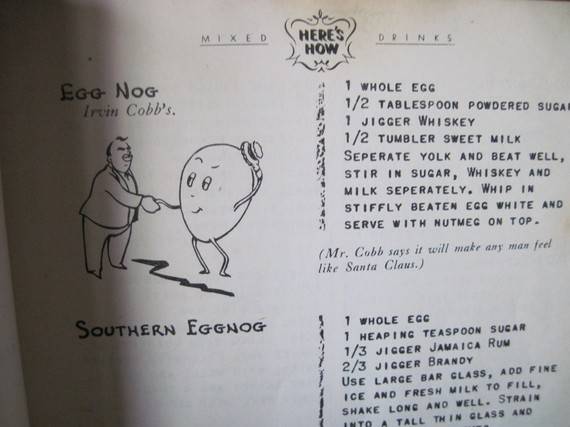 MIXED HERE'S HOW DRINKS
EGG NOG
Irvin Cobb's.
1 WHOLE EGG
1/2 TABLESPOON POWDERED SUGA
1 JIGGER WHISKEY
1/2 TUMBLER SWEET MILK
SEPERATE YOLK AND BEAT WELL,
STIR IN SUGAR, WHISKEY AND
MILK SEPERATELY. WHIP IN
STIFFLY BEATEN EGG WHITE AND
SERVE WITH NUTMEG ON TOP.
(Mr. Cobb says it will make any man feel
like Santa Claus.)
SOUTHERN EGGNOG
1 WHOLE EGG
1 HEAPING TEASPOON SUGAR
1/3 JIGGER JAMAICA RUM
2/3 JIGGER BRANDY
USE LARGE BAR GLASS, ADD FINE
ICE AND FRESH MILK TO FILL,
SHAKE LONG AND WELL. STRAIN
INTO A TALL THIN GLASS AND